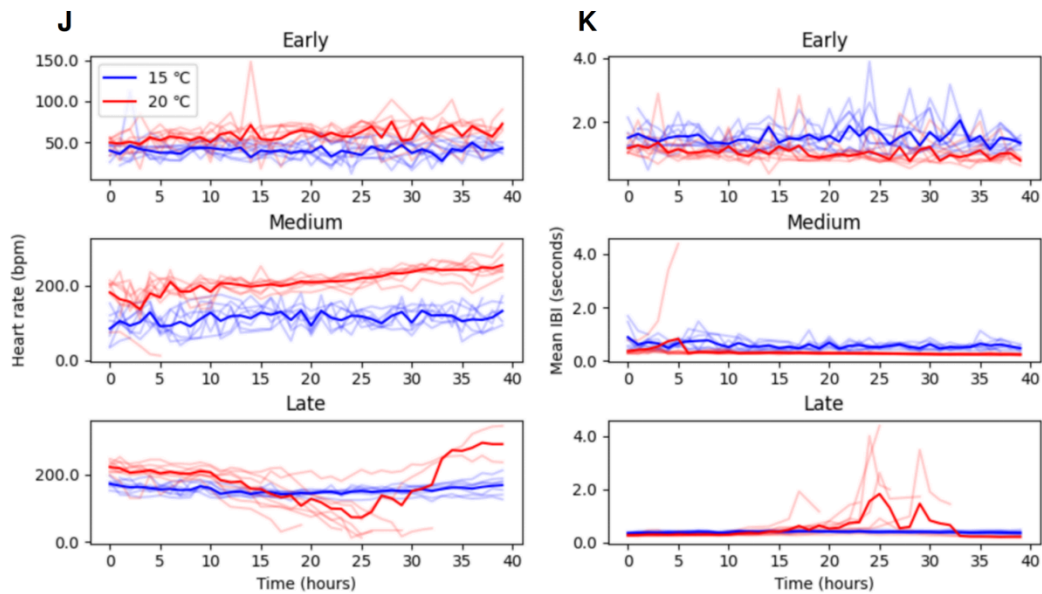 J
Early
150.0
100.0
50.0
15 °C
20 °C
0 5 10 15 20 25 30 35 40
Medium
200.0
0.0
0 5 10 15 20 25 30 35 40
Late
200.0
0.0
0 5 10 15 20 25 30 35 40
Heart rate (bpm)
Time (hours)
K
Early
4.0
2.0
0 5 10 15 20 25 30 35 40
Medium
4.0
2.0
0.0
0 5 10 15 20 25 30 35 40
Late
4.0
2.0
0.0
0 5 10 15 20 25 30 35 40
Mean IBI (seconds)
Time (hours)